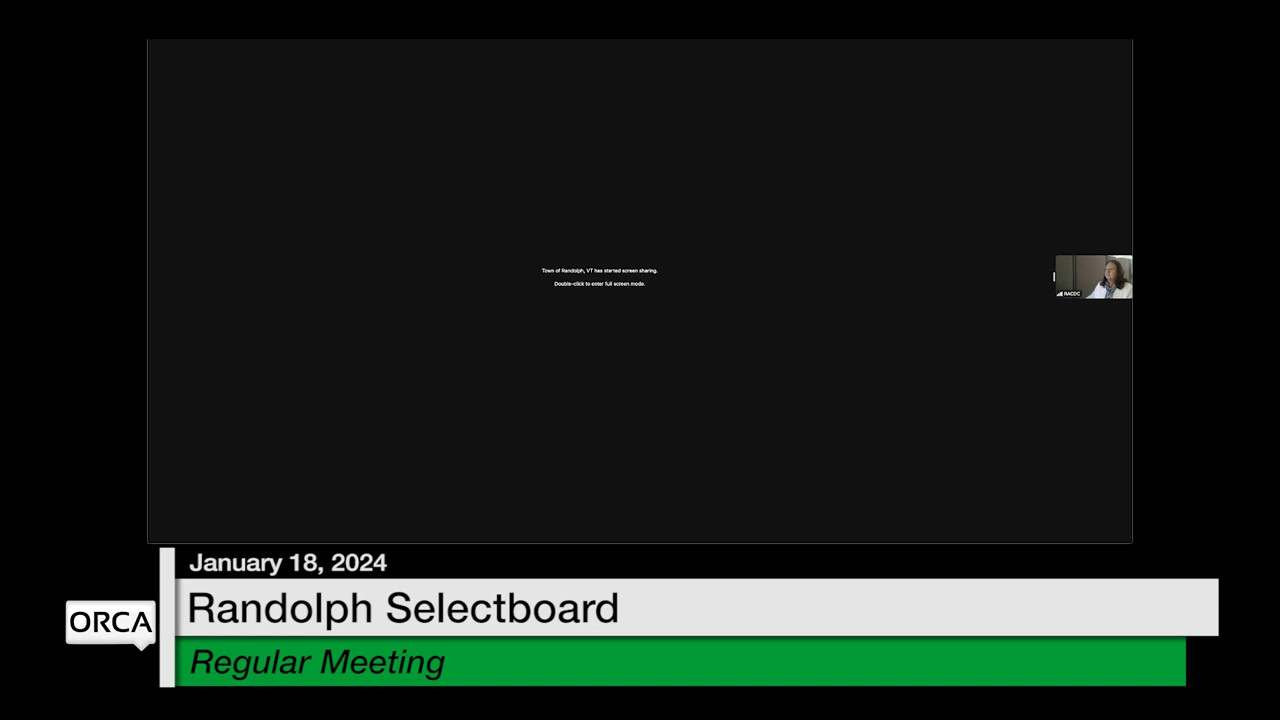 Town of Randolph, VT has started screen sharing.
Double-click to enter full screen mode.
RACDC
January 18, 2024
Randolph Selectboard
ORCA
Regular Meeting